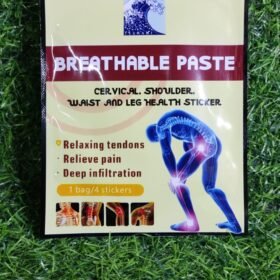 TSUNAMI
BREATHABLE PASTE
CERVICAL, SHOULDER,
WAIST AND LEG HEALTH STICKER
Relaxing tendons
· Relieve pain
· Deep infiltration
1 bag/4 stickers